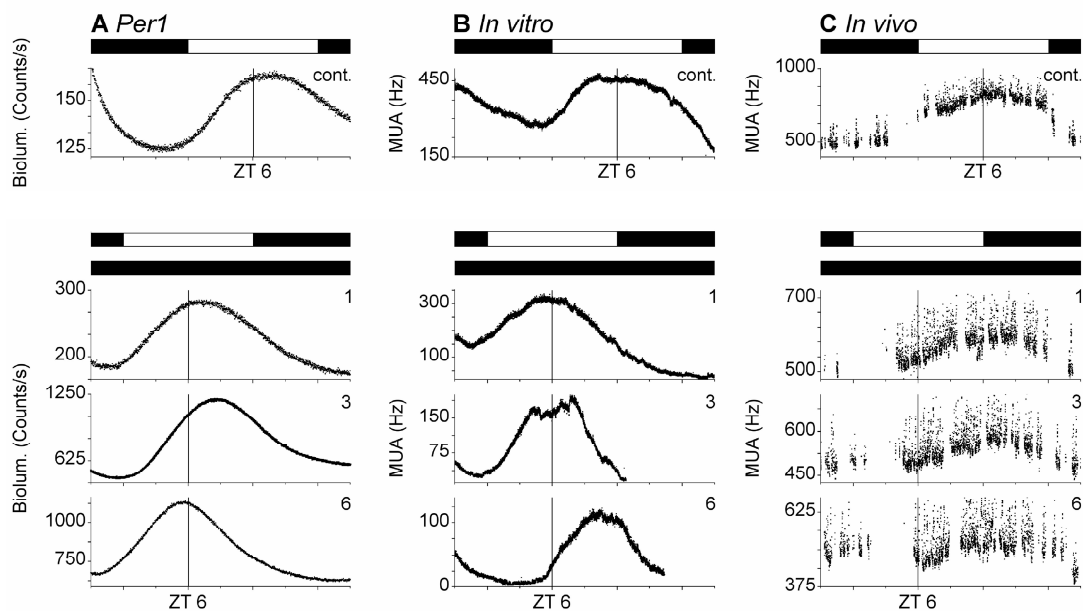 A Per1
B In vitro
C In vivo
Biolum. (Counts/s)
150
125
cont.
ZT 6
MUA (Hz)
450
150
cont.
ZT 6
MUA (Hz)
1000
500
cont.
ZT 6
300
200
1
Biolum. (Counts/s)
1250
625
3
1000
750
6
ZT 6
300
100
1
MUA (Hz)
150
75
3
100
0
6
ZT 6
700
500
1
MUA (Hz)
600
450
3
625
375
6
ZT 6